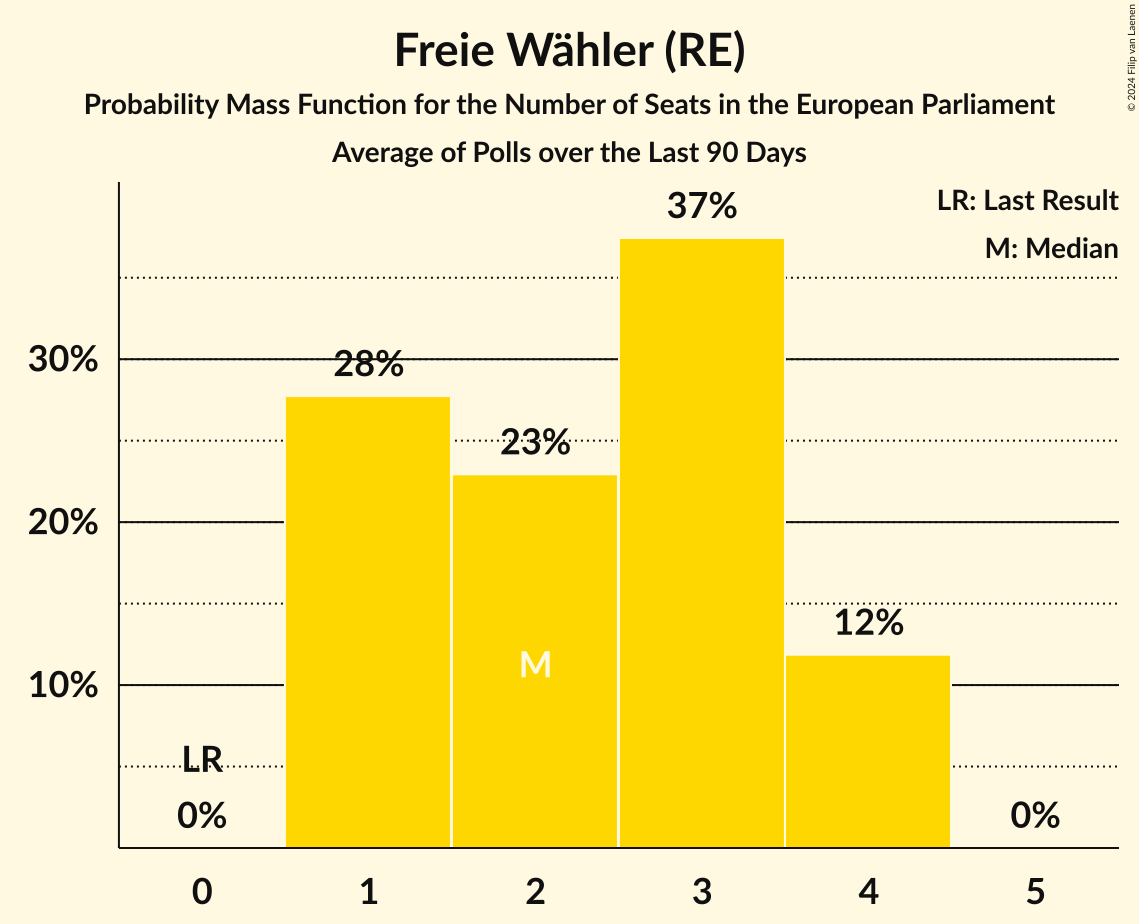 Freie Wähler (RE)
Probability Mass Function for the Number of Seats in the European Parliament
Average of Polls over the Last 90 Days
© 2024 Filip van Laenen
LR: Last Result
M: Median
37%
30%
28%
23%
20%
12%
M
10%
LR
0%
0%
0 1 2 3 4 5